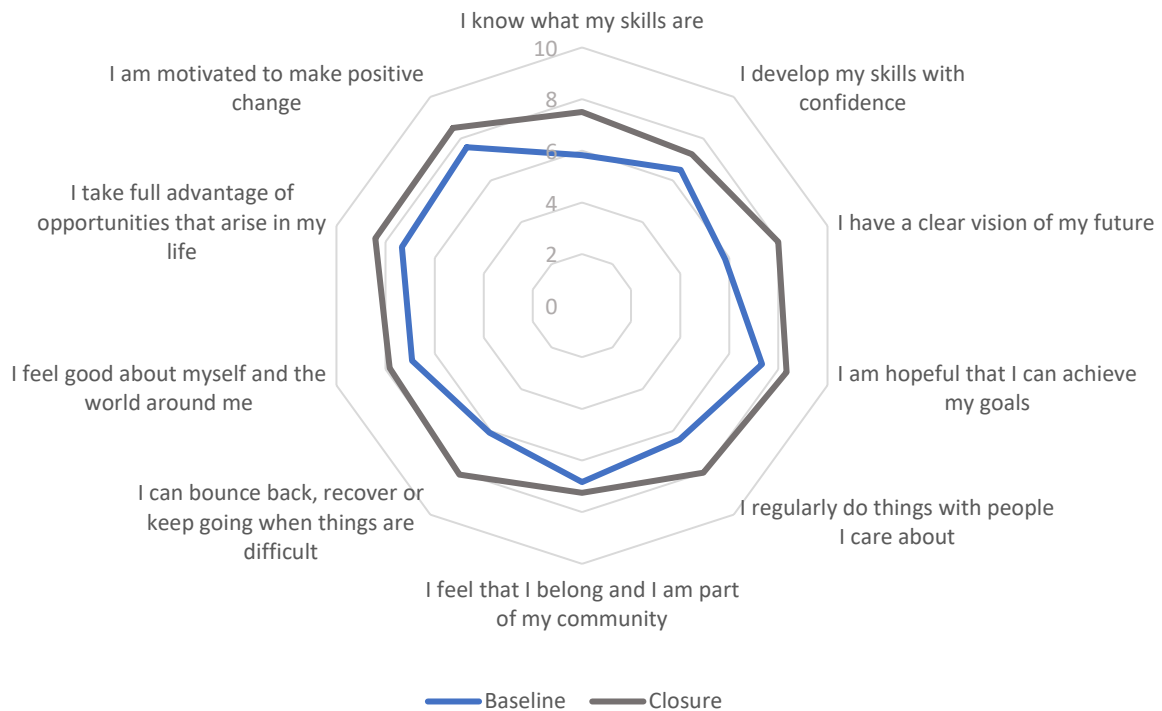 I know what my skills are
I develop my skills with
confidence
I have a clear vision of my future
I am hopeful that I can achieve
my goals
I regularly do things with people
I care about
I feel that I belong and I am part
of my community
I can bounce back, recover or
keep going when things are
difficult
I feel good about myself and the
world around me
I take full advantage of
opportunities that arise in my
life
I am motivated to make positive
change
10
8
6
4
2
0
Baseline
Closure